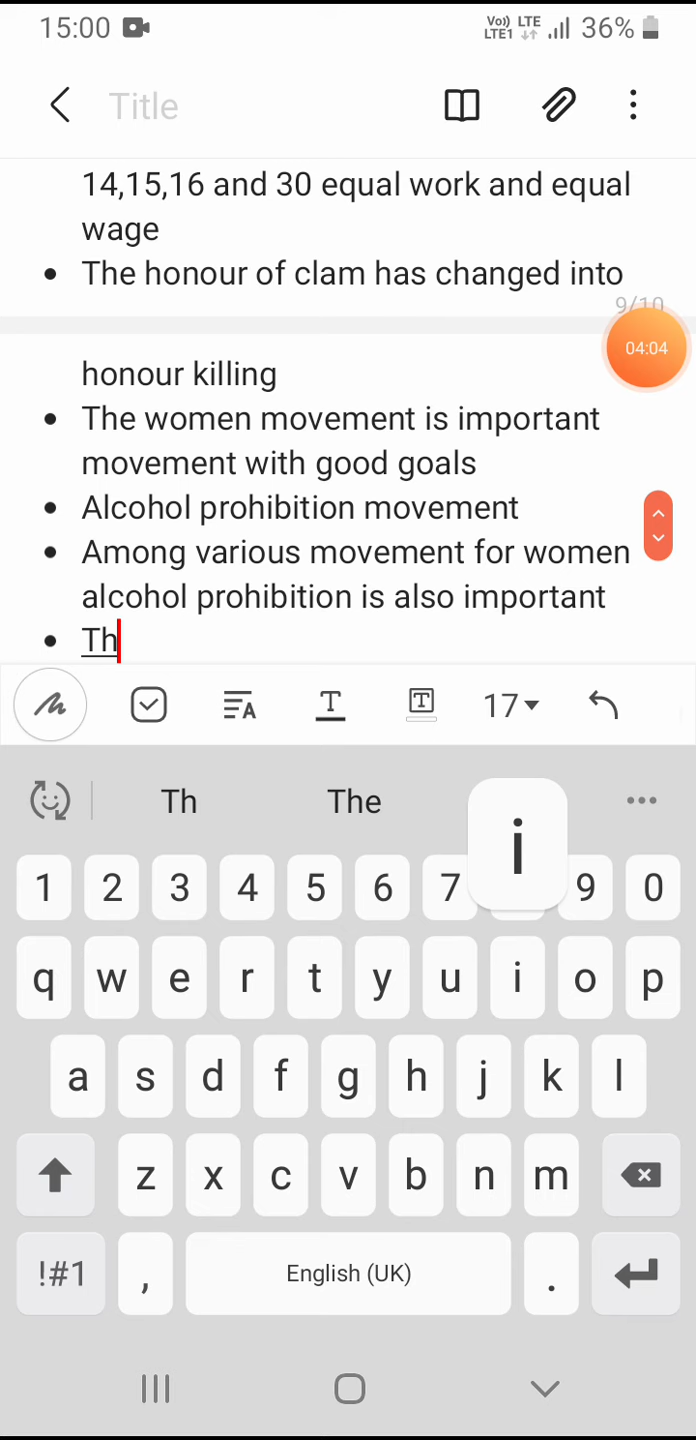 15:00 Vo) LTE LTE1 36%
Title
14,15,16 and 30 equal work and equal
wage
• The honour of clam has changed into
9/10
04:04
honour killing
• The women movement is important
movement with good goals
• Alcohol prohibition movement
• Among various movement for women
alcohol prohibition is also important
• Th
A T T 17
Th The i
1 2 3 4 5 6 7 9 0
q w e r t y u i o p
a s d f g h j k l
z x c v b n m
!#1 , English (UK) .